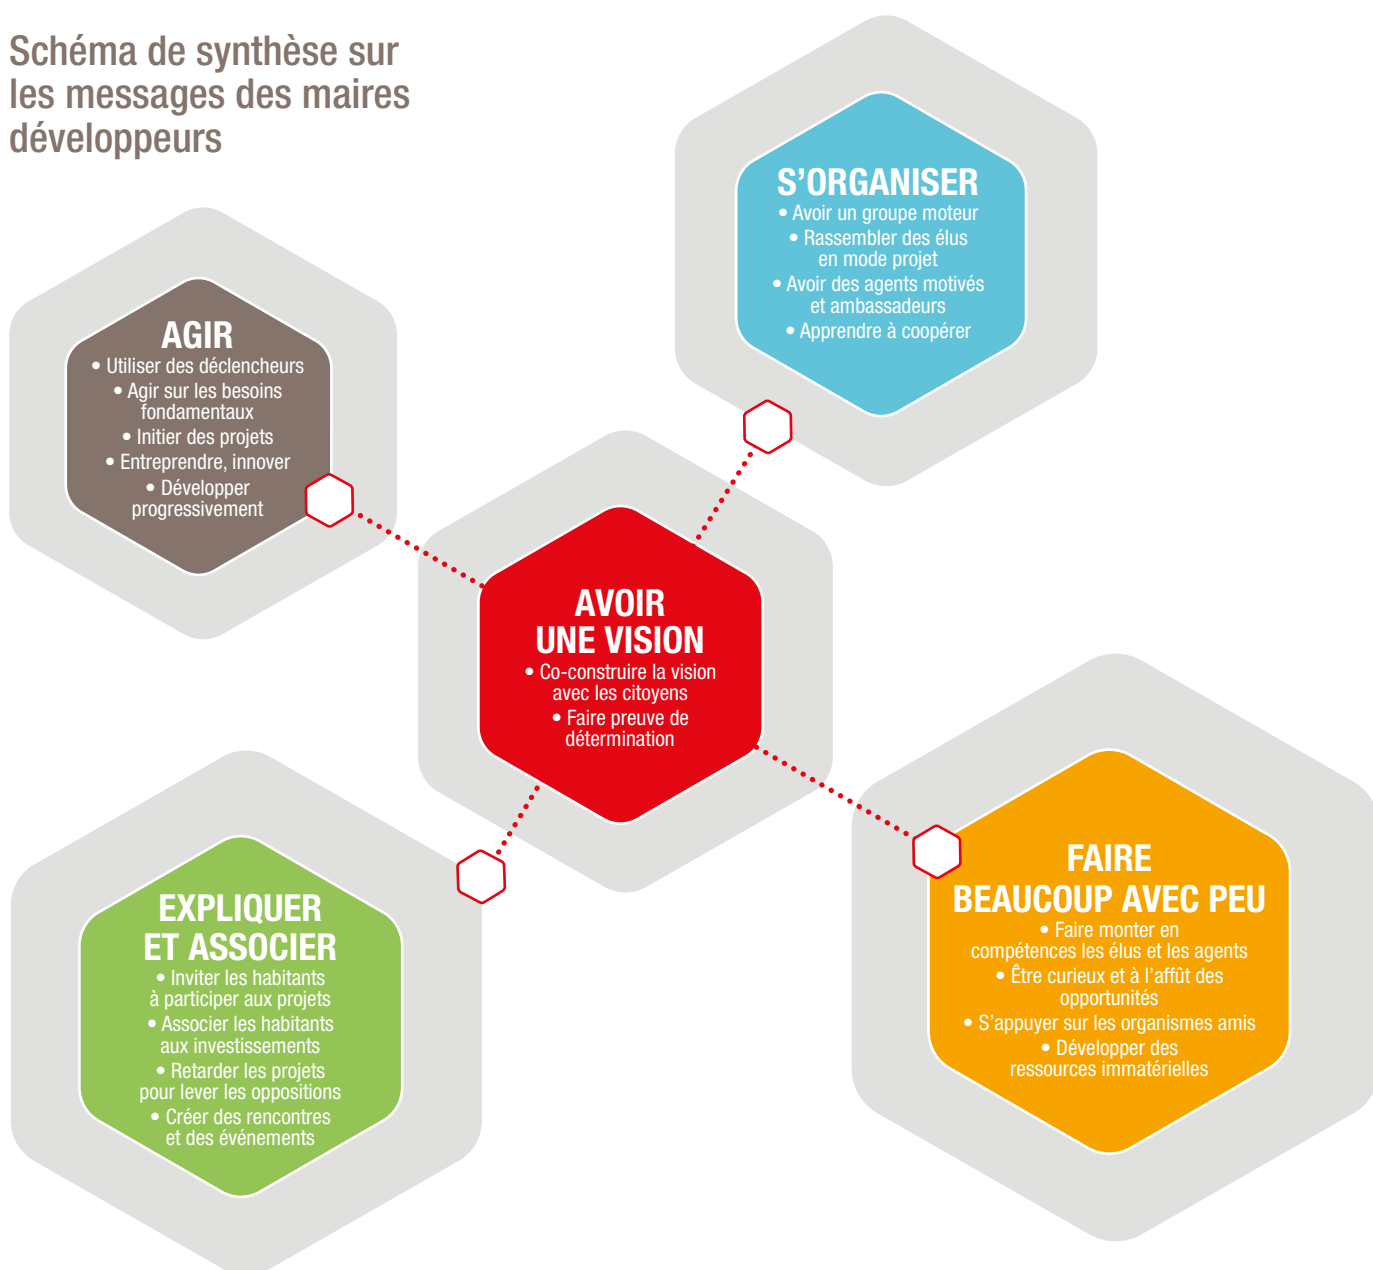 Schéma de synthèse sur
les messages des maires
développeurs
S’ORGANISER
• Avoir un groupe moteur
• Rassembler des élus
en mode projet
• Avoir des agents motivés
et ambassadeurs
• Apprendre à coopérer
AGIR
• Utiliser des déclencheurs
• Agir sur les besoins
fondamentaux
• Initier des projets
• Entreprendre, innover
• Développer
progressivement
AVOIR
UNE VISION
• Co-construire la vision
avec les citoyens
• Faire preuve de
détermination
EXPLIQUER
ET ASSOCIER
• Inviter les habitants
à participer aux projets
• Associer les habitants
aux investissements
• Retarder les projets
pour lever les oppositions
• Créer des rencontres
et des événements
FAIRE
BEAUCOUP AVEC PEU
• Faire monter en
compétences les élus et les agents
• Être curieux et à l’affût des
opportunités
• S’appuyer sur les organismes amis
• Développer des
ressources immatérielles